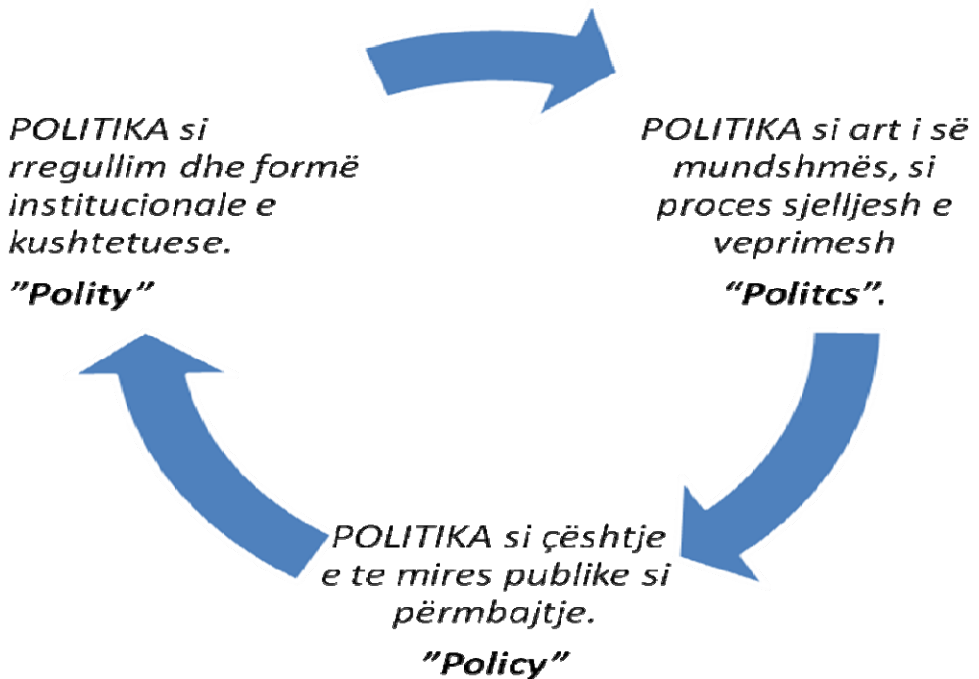 POLITIKA si
rregullim dhe formë
institucionale e
kushtetuese.
”Polity”
POLITIKA si art i së
mundshmës, si
proces sjelljesh e
veprimesh
“Politcs”.
POLITIKA si çështje
e te mires publike si
përmbajtje.
”Policy”